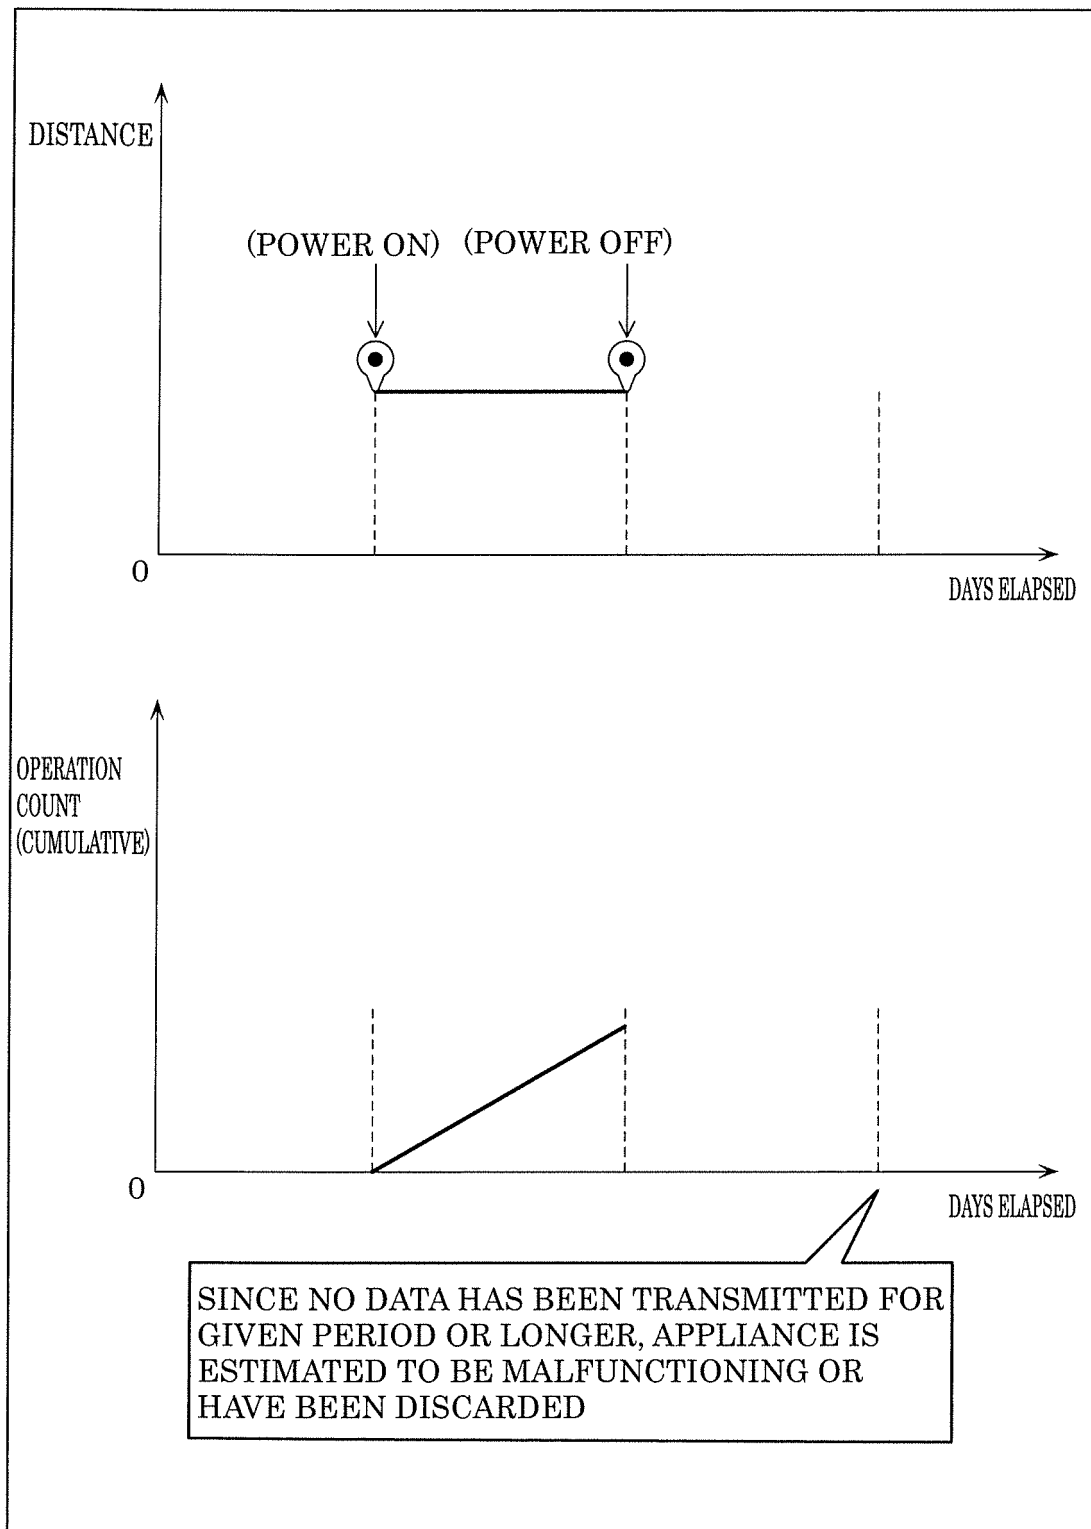 DISTANCE
(POWER ON) (POWER OFF)
0
DAYS ELAPSED
OPERATION
COUNT
(CUMULATIVE)
0
DAYS ELAPSED
SINCE NO DATA HAS BEEN TRANSMITTED FOR
GIVEN PERIOD OR LONGER, APPLIANCE IS
ESTIMATED TO BE MALFUNCTIONING OR
HAVE BEEN DISCARDED